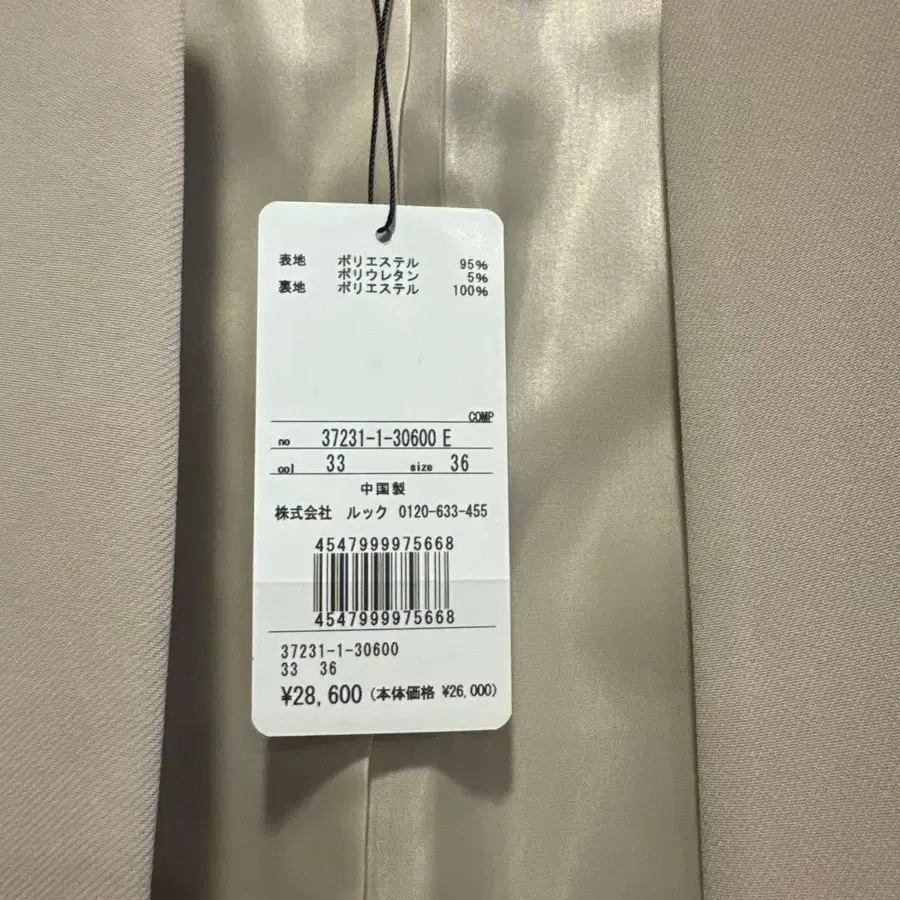 表地 ポリエステル 95%
ポリウレタン 5%
裏地 ポリエステル 100%
COMP
no 37231-1-30600 E
col 33 size 36
中国製
株式会社 ルック 0120-633-455
4547999975668
4547999975668
37231-1-30600
33 36
¥28,600 (本体価格 ¥26,000)